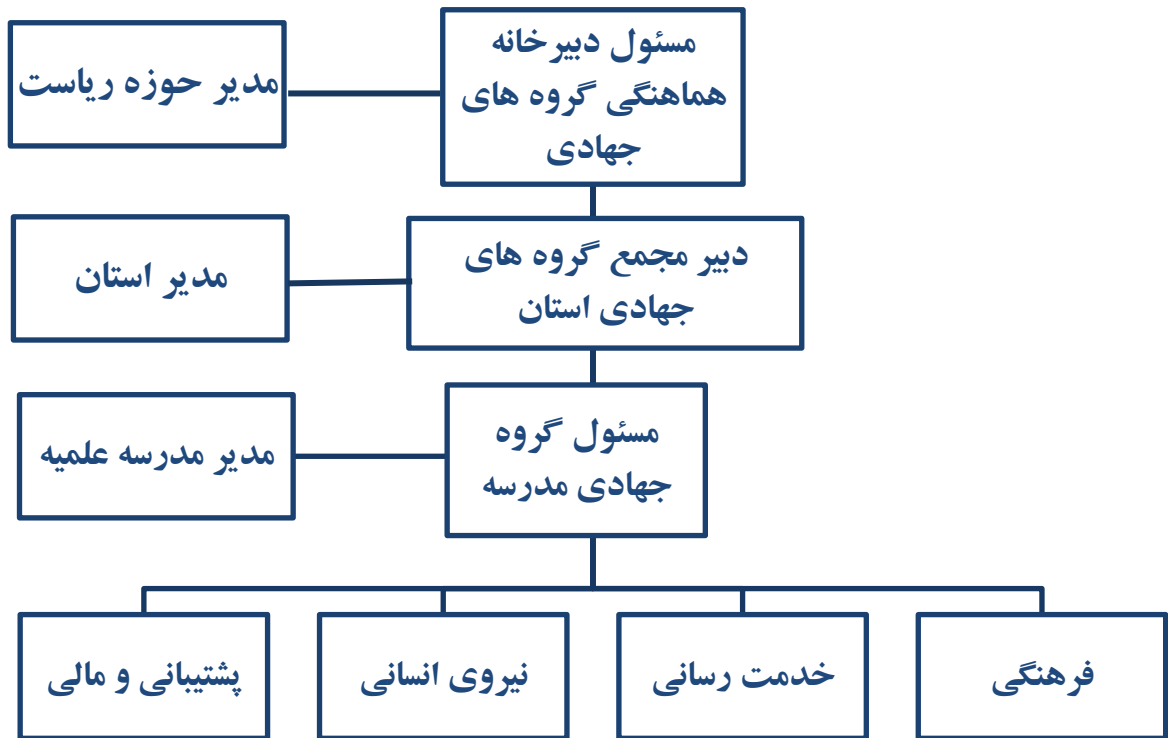 مسئول دبیرخانه
هماهنگی گروه های
جهادی
مدیر حوزه ریاست
دبیر مجمع گروه های
جهادی استان
مدیر استان
مسئول گروه
جهادی مدرسه
مدیر مدرسه علمیه
فرهنگی
خدمت رسانی
نیروی انسانی
پشتیبانی و مالی